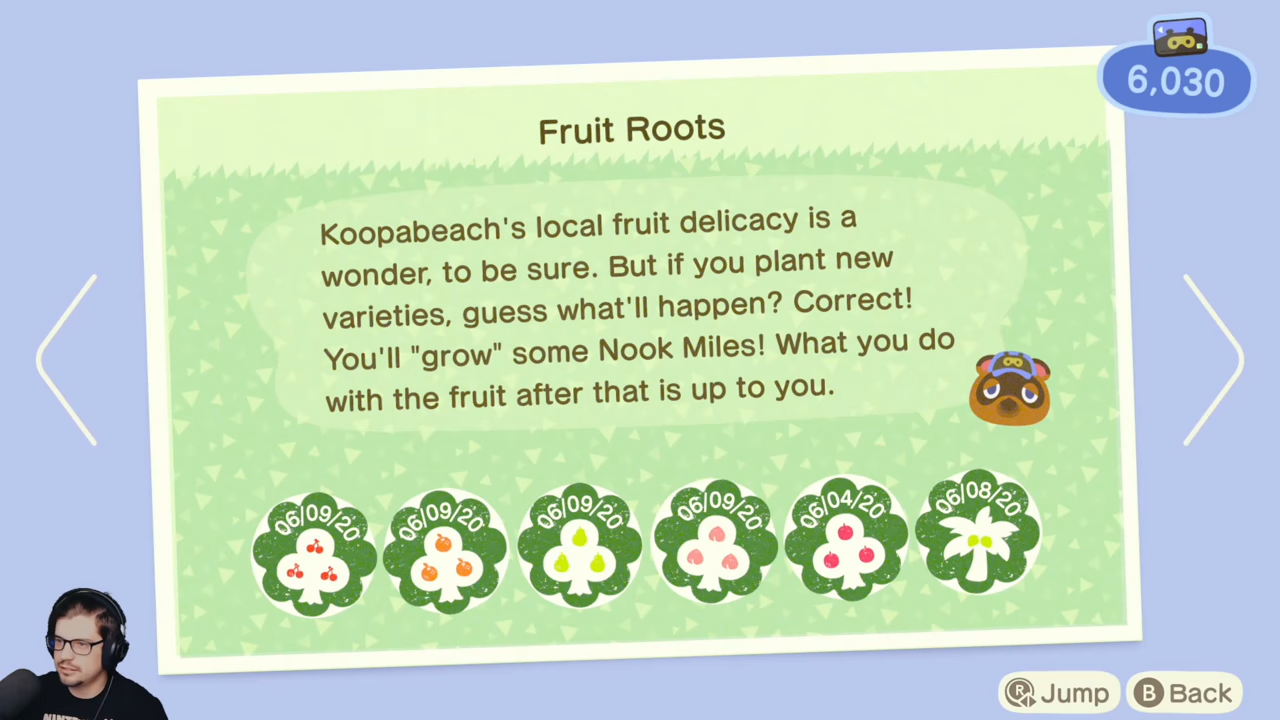 6,030
Fruit Roots
Koopabeach's local fruit delicacy is a
wonder, to be sure. But if you plant new
varieties, guess what'll happen? Correct!
You'll "grow" some Nook Miles! What you do
with the fruit after that is up to you.
06/09/20
06/09/20
06/09/20
06/09/20
06/04/20
06/08/20
R Jump
B Back